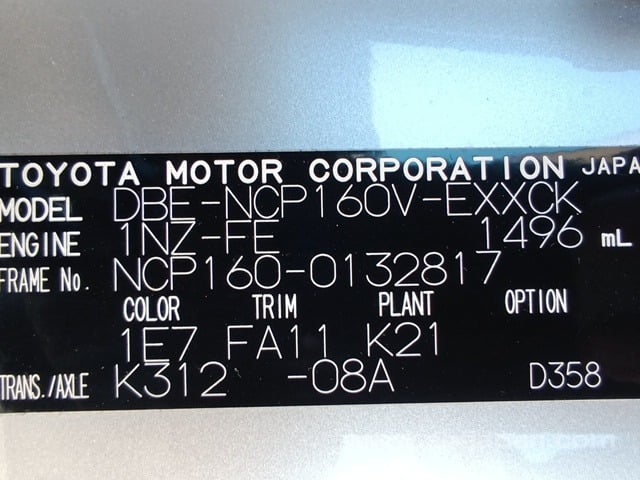 TOYOTA MOTOR CORPORATION JAPA
MODEL DBE-NCP160V-EXXCK
ENGINE 1NZ-FE 1496 mL
FRAME No. NCP160-0132817
COLOR TRIM PLANT OPTION
1E7 FA11 K21
TRANS./AXLE K312 -08A D358